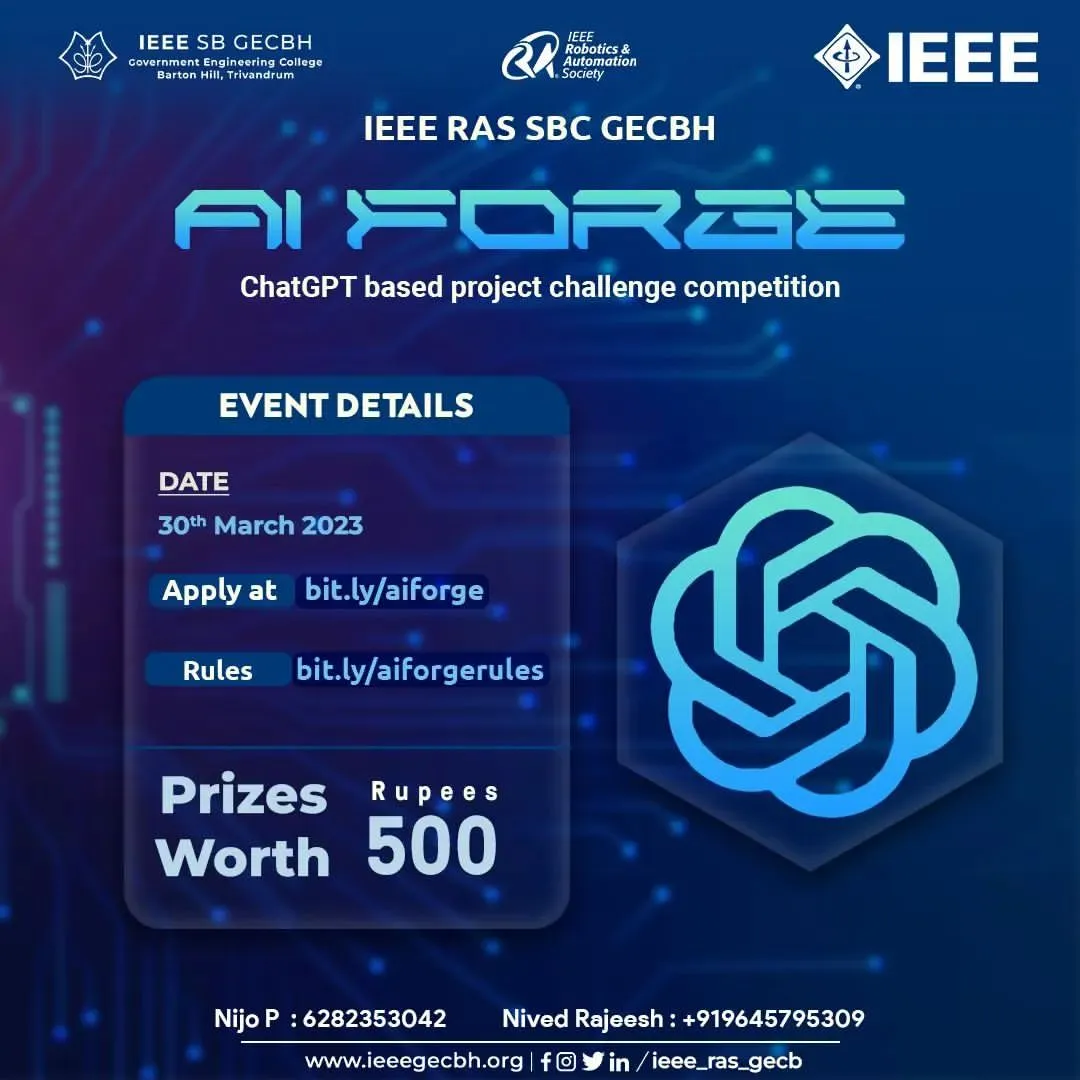 IEEE SB GECBH
Government Engineering College
Barton Hill, Trivandrum
IEEE
Robotics &
Automation
Society
IEEE
IEEE RAS SBC GECBH
AI FORGE
ChatGPT based project challenge competition
EVENT DETAILS
DATE
30th March 2023
Apply at bit.ly/aiforge
Rules bit.ly/aiforgerules
Prizes Worth
Rupees
500
Nijo P : 6282353042 Nived Rajeesh : +919645795309
www.ieeegecbh.org | /ieee_ras_gecb